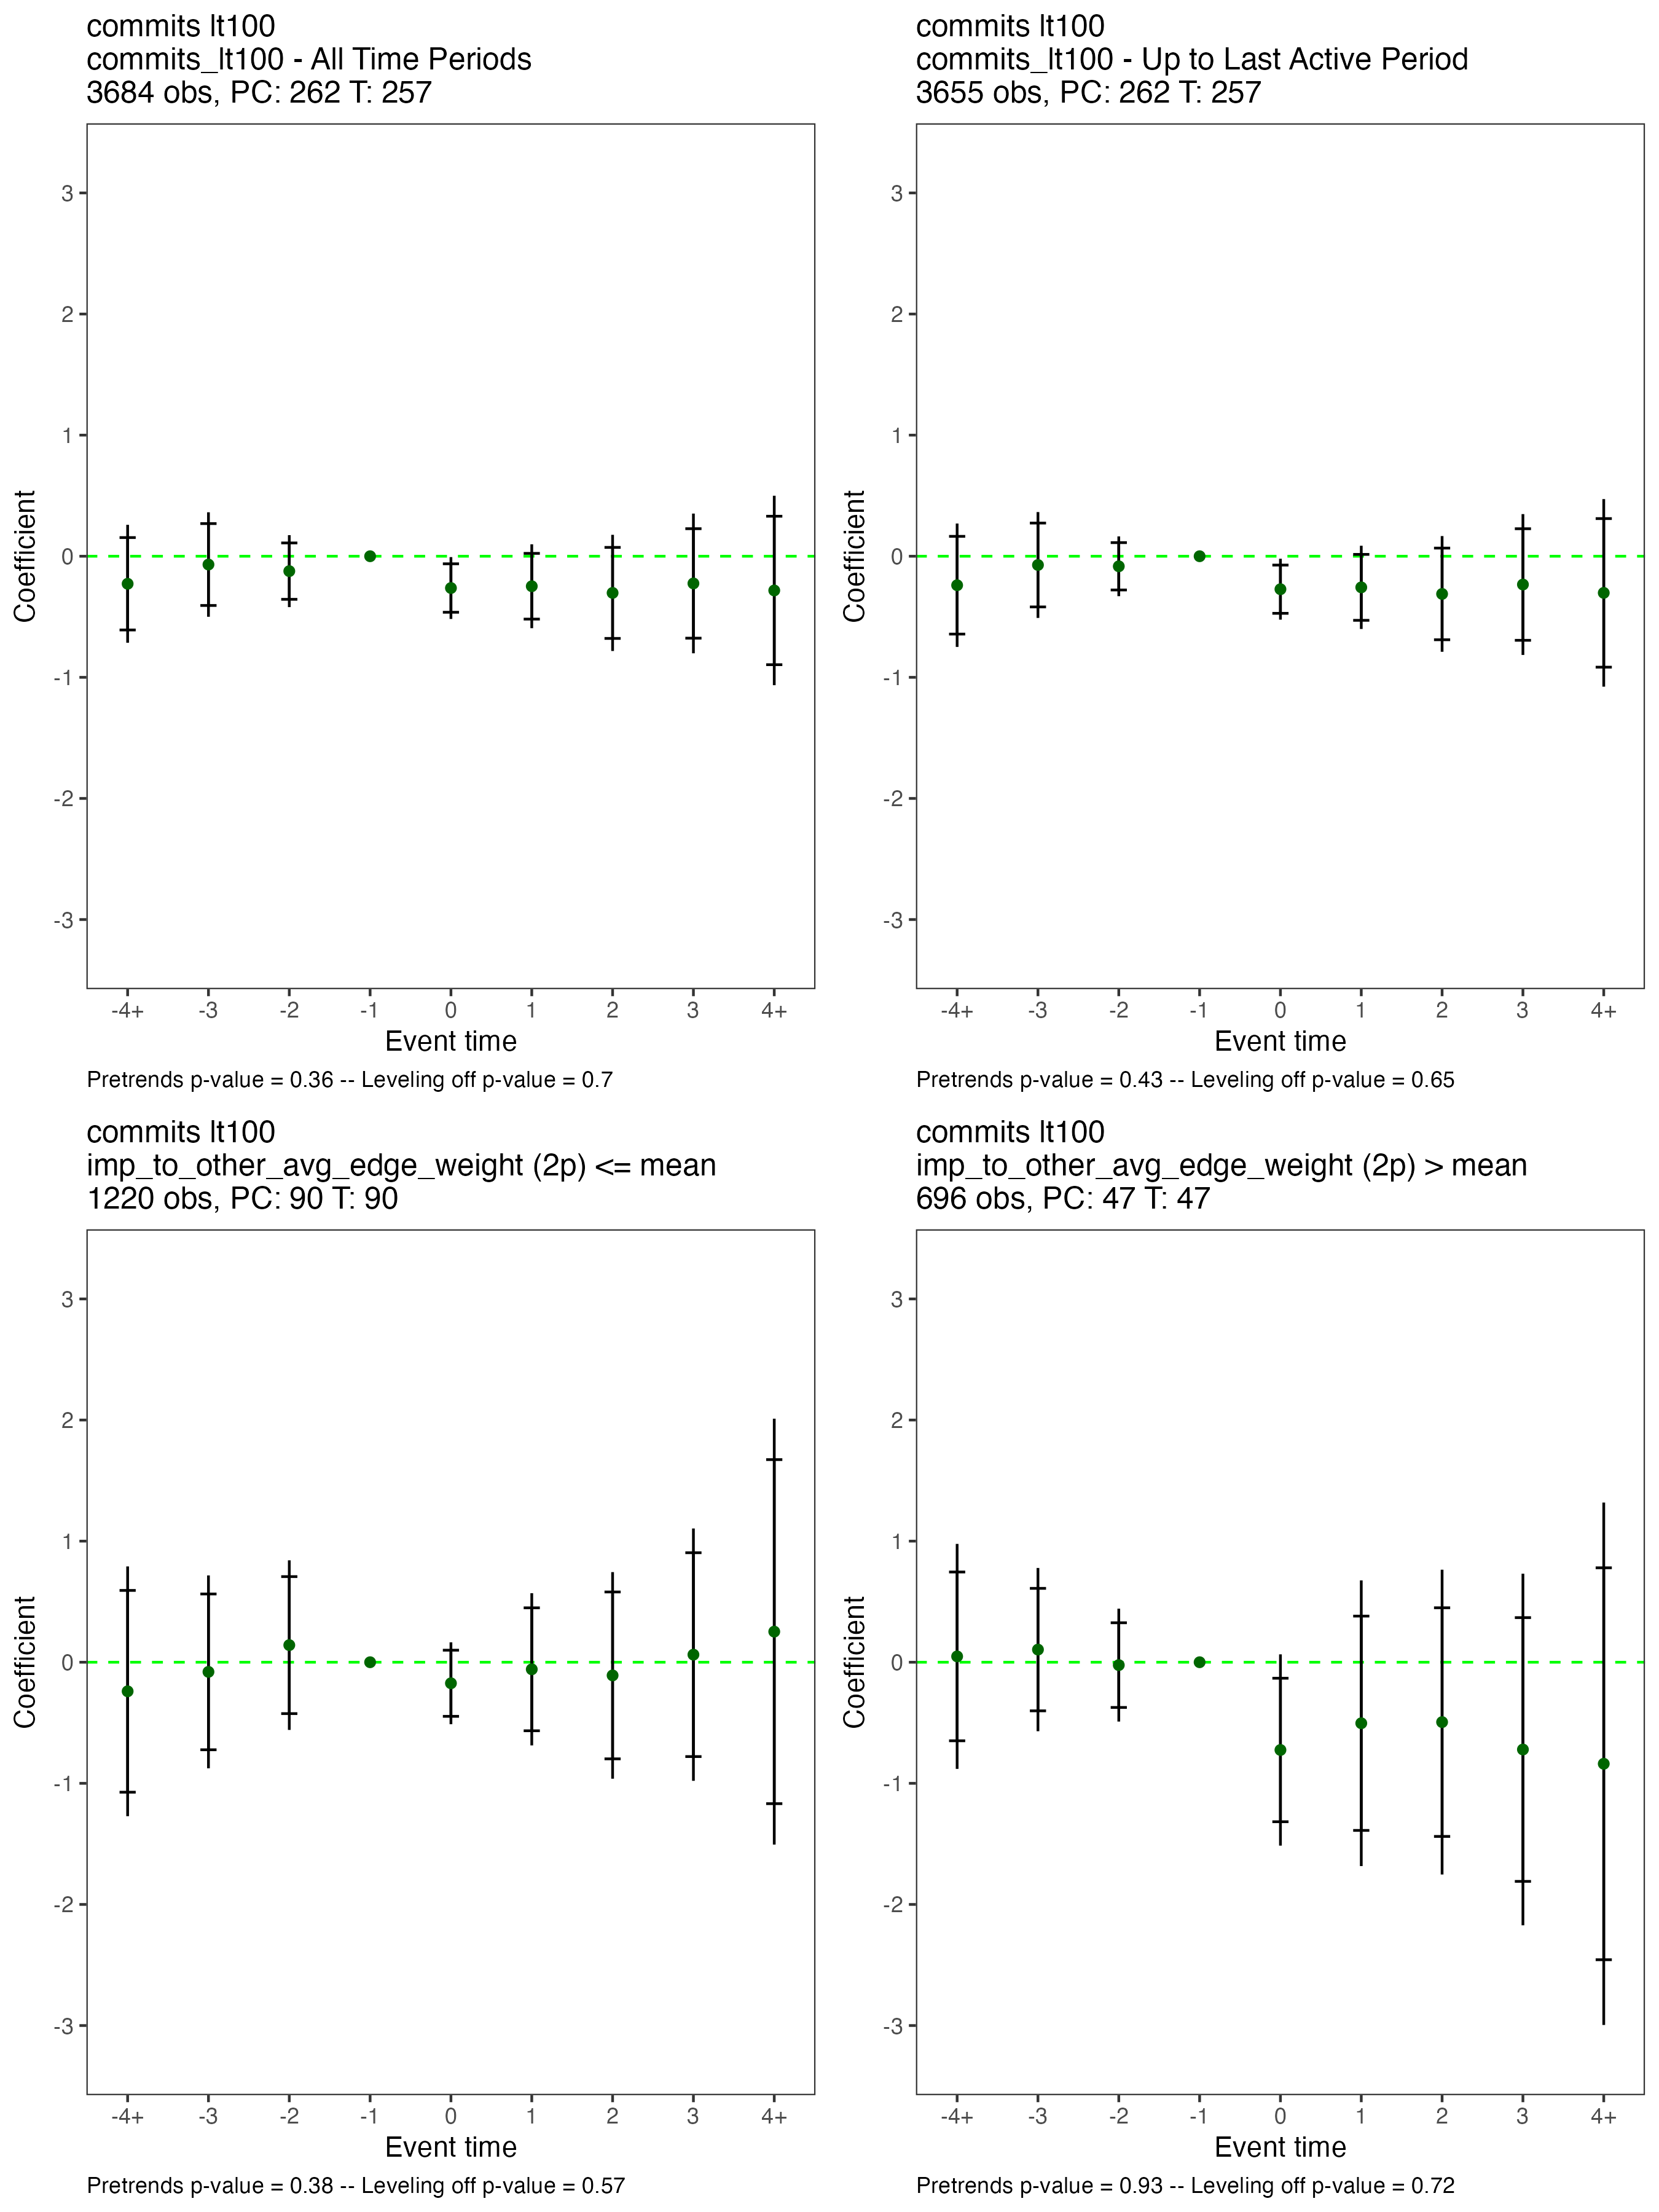 commits lt100
commits_lt100 - All Time Periods
3684 obs, PC: 262 T: 257
3
2
1
0
-1
-2
-3
Coefficient
-4+ -3 -2 -1 0 1 2 3 4+
Event time
Pretrends p-value = 0.36 -- Leveling off p-value = 0.7
commits lt100
commits_lt100 - Up to Last Active Period
3655 obs, PC: 262 T: 257
3
2
1
0
-1
-2
-3
Coefficient
-4+ -3 -2 -1 0 1 2 3 4+
Event time
Pretrends p-value = 0.43 -- Leveling off p-value = 0.65
commits lt100
imp_to_other_avg_edge_weight (2p) <= mean
1220 obs, PC: 90 T: 90
3
2
1
0
-1
-2
-3
Coefficient
-4+ -3 -2 -1 0 1 2 3 4+
Event time
Pretrends p-value = 0.38 -- Leveling off p-value = 0.57
commits lt100
imp_to_other_avg_edge_weight (2p) > mean
696 obs, PC: 47 T: 47
3
2
1
0
-1
-2
-3
Coefficient
-4+ -3 -2 -1 0 1 2 3 4+
Event time
Pretrends p-value = 0.93 -- Leveling off p-value = 0.72